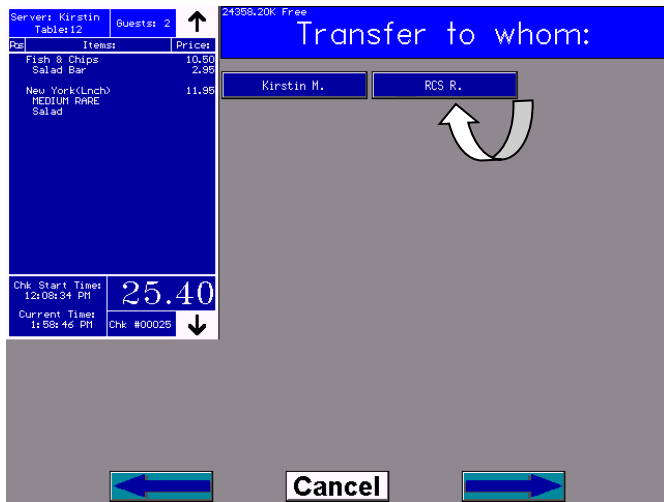 Server: Kirstin
Table:12
Guests: 2
Pos Items: Price:
Fish & Chips 10.50
Salad Bar 2.95
New York(Lnch) 11.95
MEDIUM RARE
Salad
Chk Start Time:
12:08:34 PM
25.40
Current Time:
1:58:46 PM
Chk #00025
24358.20K Free
Transfer to whom:
Kirstin M. RCS R.
Cancel